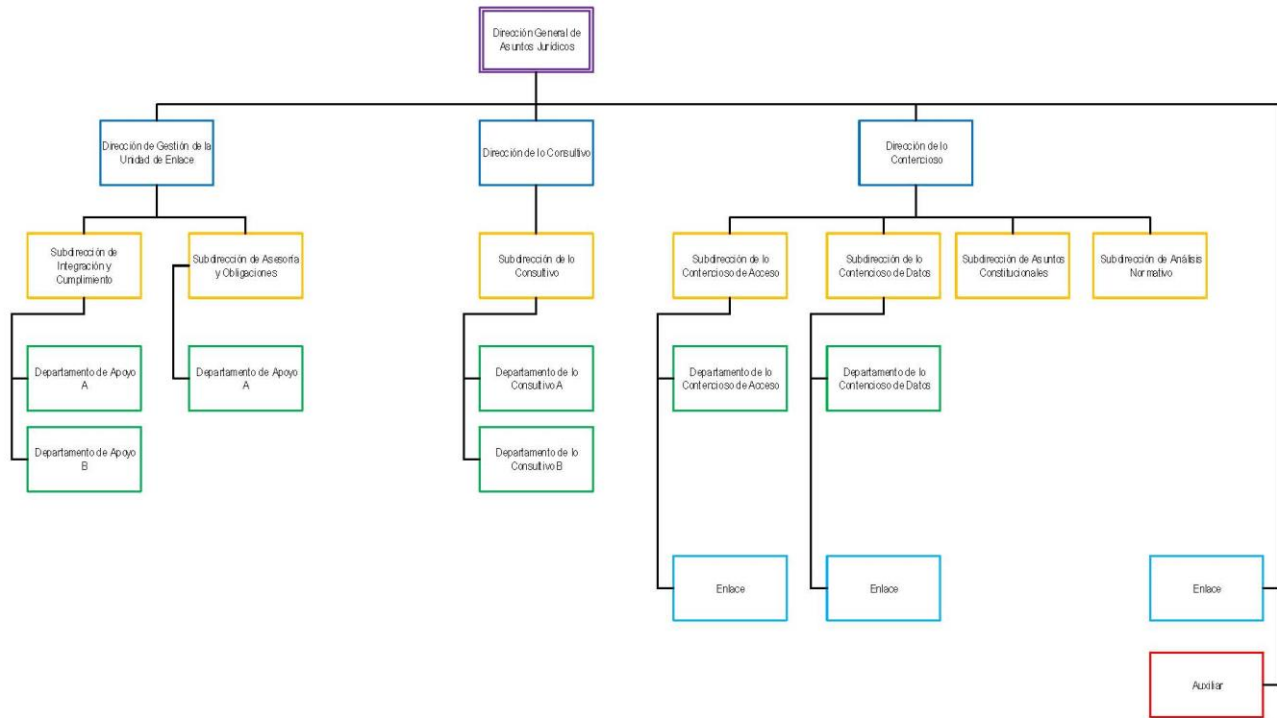 Dirección General de
Asuntos Jurídicos
Dirección de Gestión de la
Unidad de Enlace
Dirección de lo Consultivo
Dirección de lo
Contencioso
Subdirección de
Integración y
Cumplimiento
Subdirección de Asesoría
y Obligaciones
Subdirección de lo
Consultivo
Subdirección de lo
Contencioso de Acceso
Subdirección de lo
Contencioso de Datos
Subdirección de Asuntos
Constitucionales
Subdirección de Análisis
Normativo
Departamento de Apoyo
A
Departamento de Apoyo
A
Departamento de lo
Consultivo A
Departamento de lo
Contencioso de Acceso
Departamento de lo
Contencioso de Datos
Departamento de Apoyo
B
Departamento de lo
Consultivo B
Enlace
Enlace
Enlace
Auxiliar